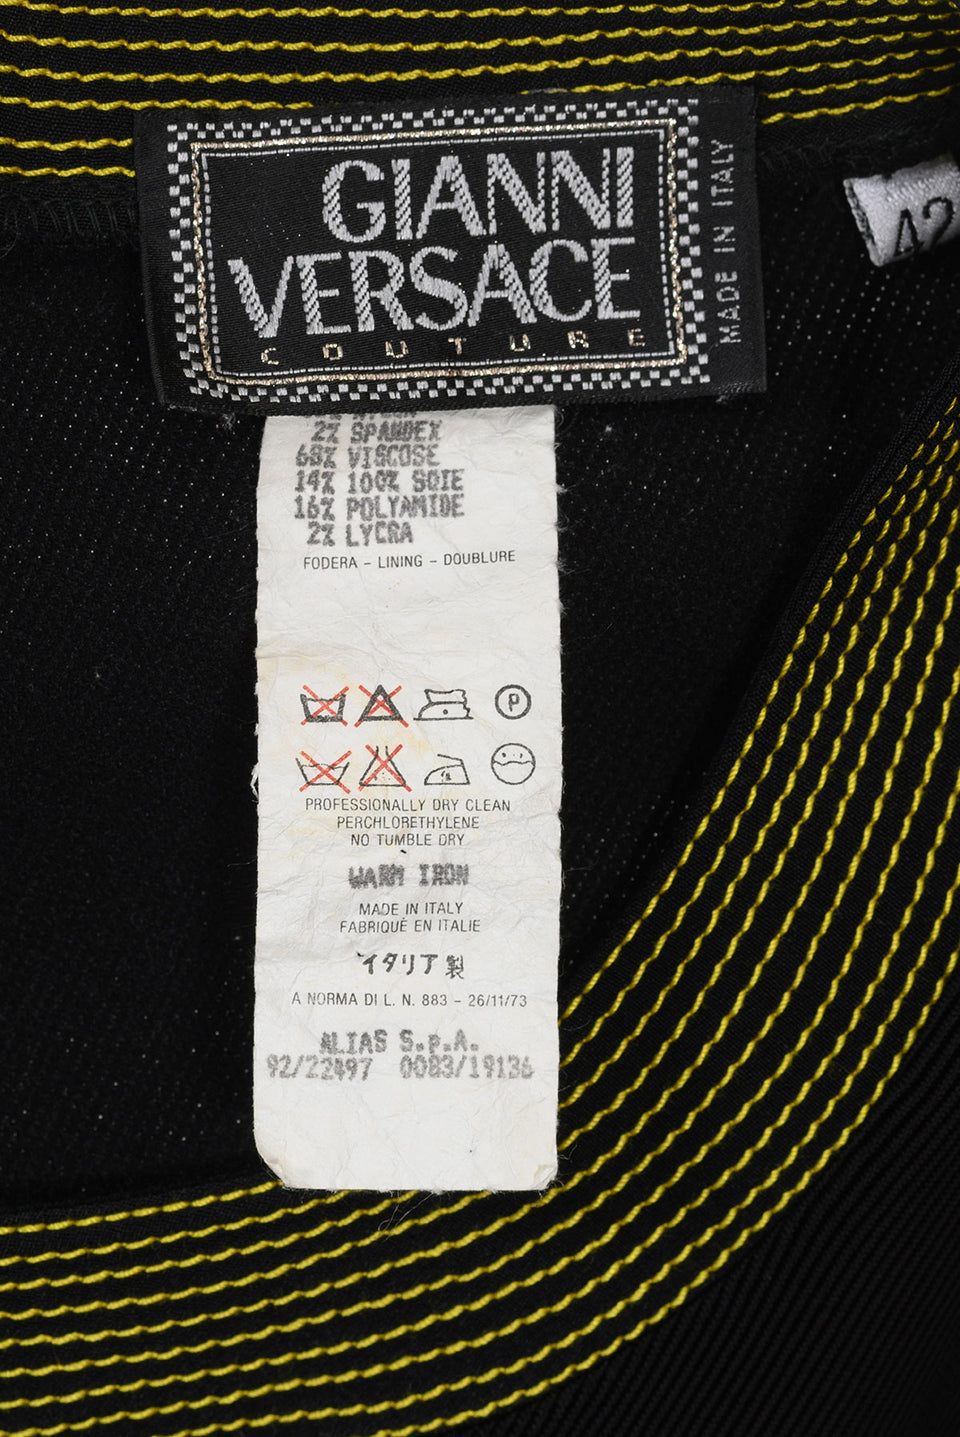 GIANNI
VERSACE
COUTURE
MADE IN ITALY
42
2% SPANDEX
68% VISCOSE
14% 100% SOIE
16% POLYAMIDE
2% LYCRA
FODERA - LINING - DOUBLURE
P
PROFESSIONALLY DRY CLEAN
PERCHLORETHYLENE
NO TUMBLE DRY
WARM IRON
MADE IN ITALY
FABRIQUÉ EN ITALIE
イタリア製
A NORMA DI L. N. 883 - 26/11/73
ALIAS S.p.A.
92/22497 0083/19136